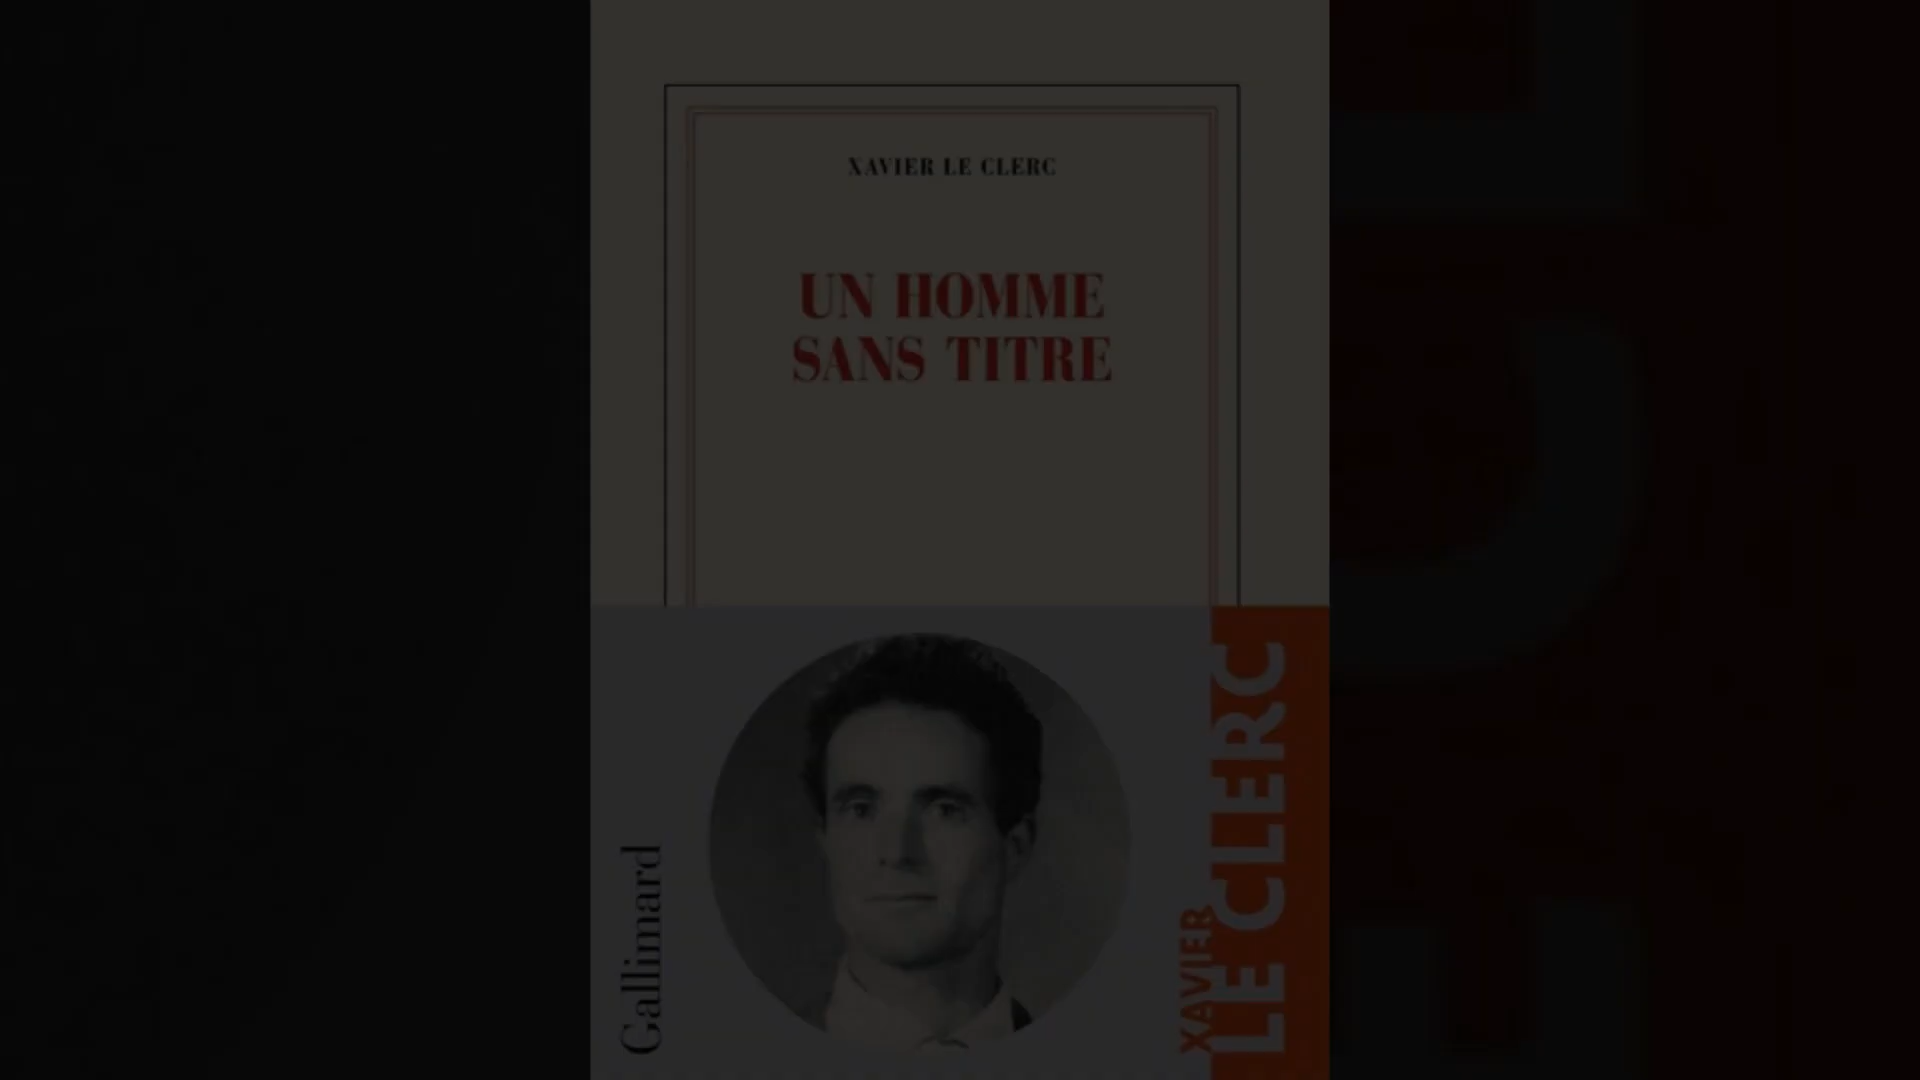 XAVIER LE CLERC
UN HOMME
SANS TITRE
Gallimard
XAVIER
LE CLERC